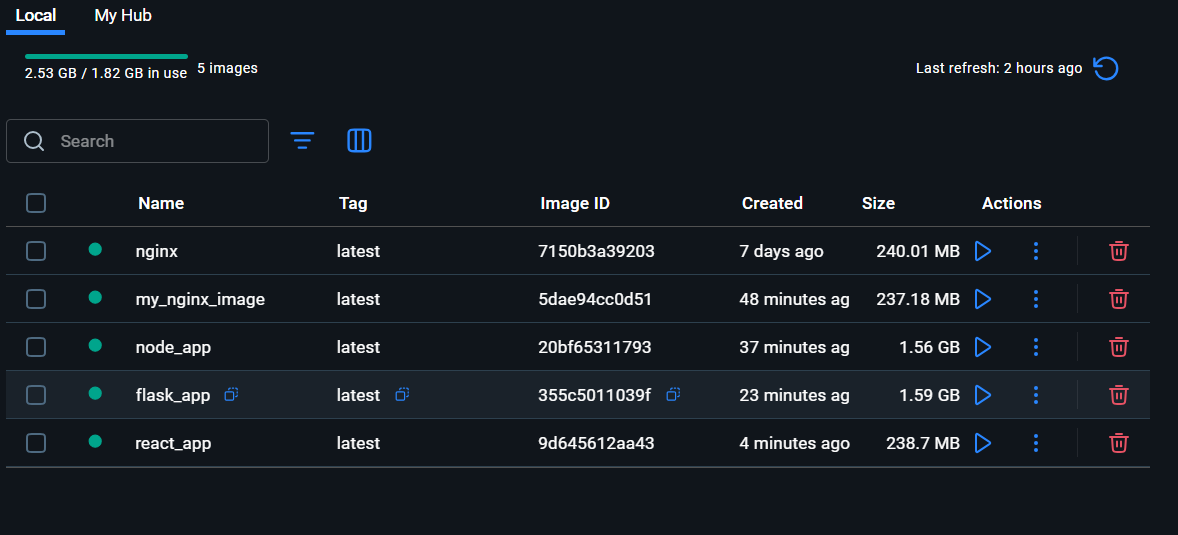 Local My Hub
2.53 GB / 1.82 GB in use 5 images Last refresh: 2 hours ago
Search
Name Tag Image ID Created Size Actions
nginx latest 7150b3a39203 7 days ago 240.01 MB
my_nginx_image latest 5dae94cc0d51 48 minutes ag 237.18 MB
node_app latest 20bf65311793 37 minutes ag 1.56 GB
flask_app latest 355c5011039f 23 minutes ag 1.59 GB
react_app latest 9d645612aa43 4 minutes ago 238.7 MB